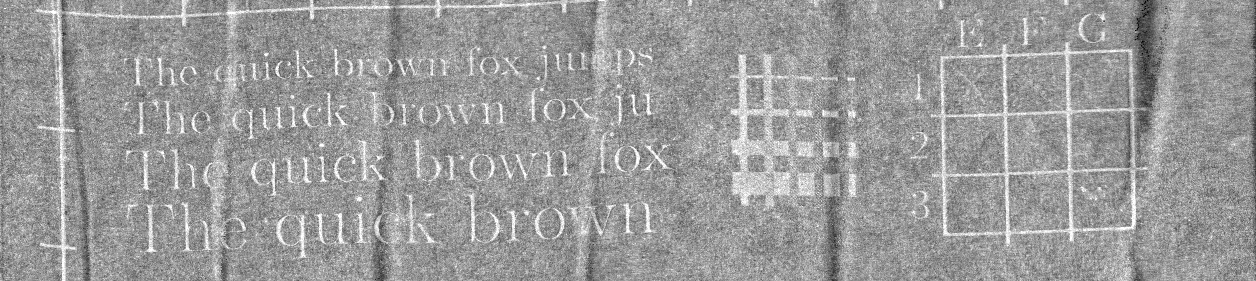 The quick brown fox jumps
The quick brown fox ju
The quick brown fox
The quick brown
E F G
1 X
2
3